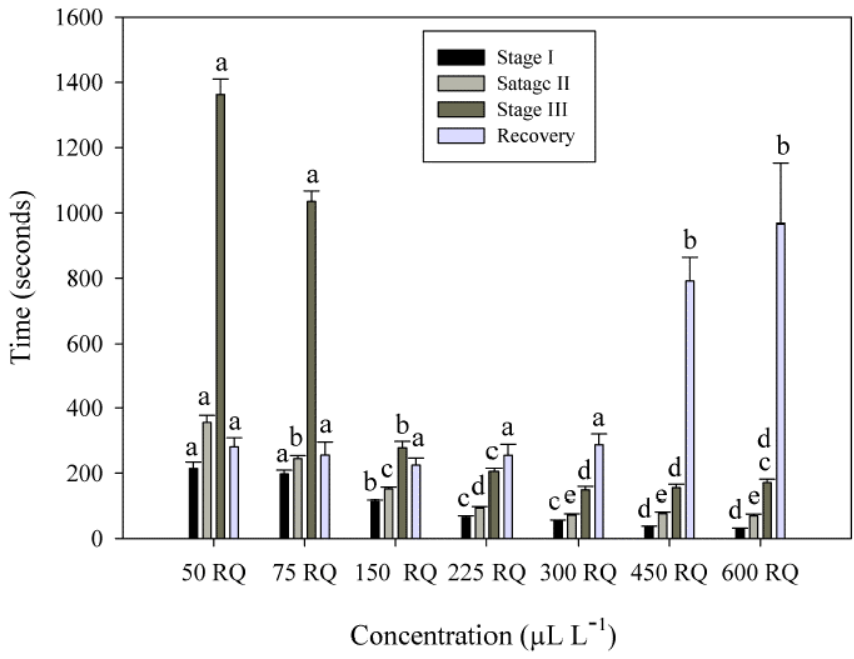 1600
1400
1200
1000
800
600
400
200
0
Time (seconds)
Stage I
Satagc II
Stage III
Recovery
a a a a
a b a a
b c b a
c d c a
c e d a
d e d b
d e d c b
50 RQ 75 RQ 150 RQ 225 RQ 300 RQ 450 RQ 600 RQ
Concentration (µL L⁻¹)